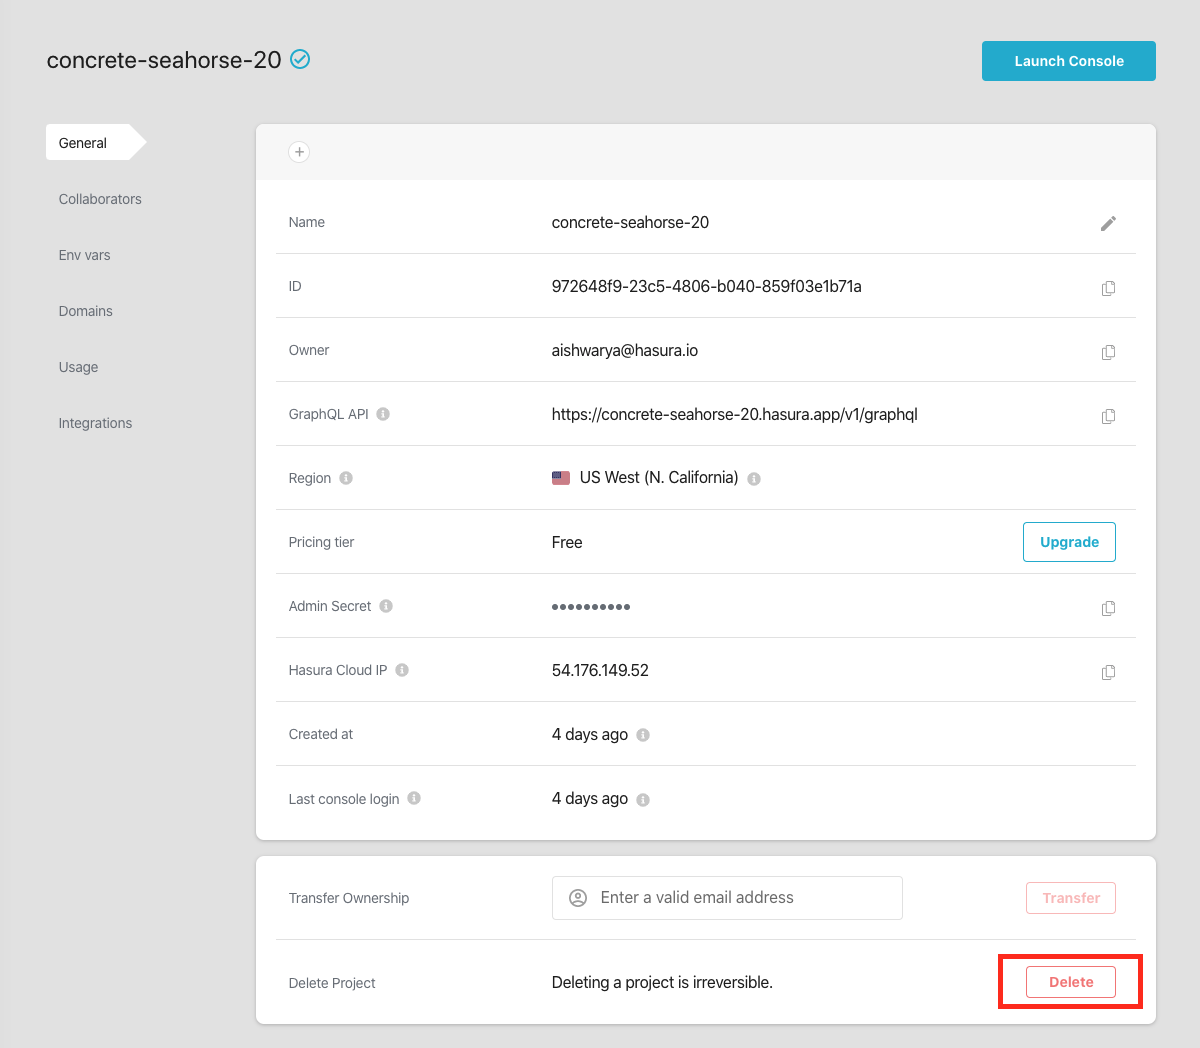 concrete-seahorse-20
Launch Console
General
Collaborators
Env vars
Domains
Usage
Integrations
Name concrete-seahorse-20
ID 972648f9-23c5-4806-b040-859f03e1b71a
Owner aishwarya@hasura.io
GraphQL API https://concrete-seahorse-20.hasura.app/v1/graphql
Region US West (N. California)
Pricing tier Free Upgrade
Admin Secret ••••••••••
Hasura Cloud IP 54.176.149.52
Created at 4 days ago
Last console login 4 days ago
Transfer Ownership Enter a valid email address Transfer
Delete Project Deleting a project is irreversible. Delete